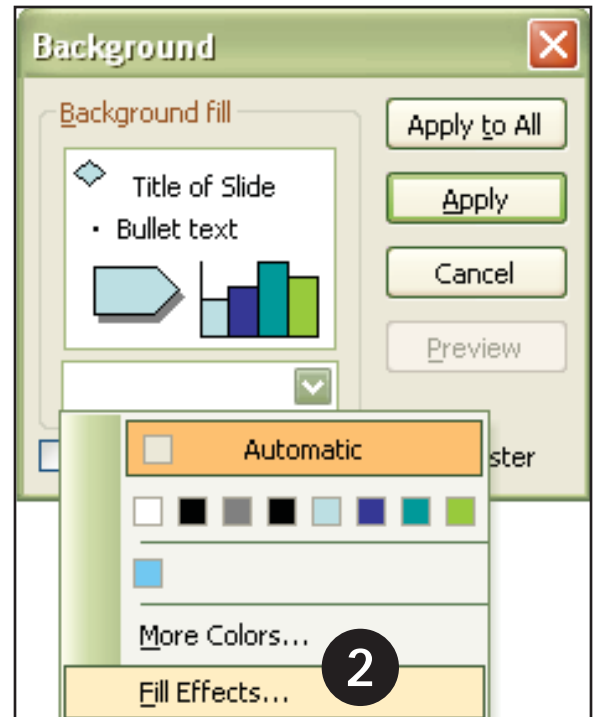 Background
Background fill
Apply to All
Title of Slide
Apply
• Bullet text
Cancel
Preview
Automatic
ster
More Colors...
2
Fill Effects...